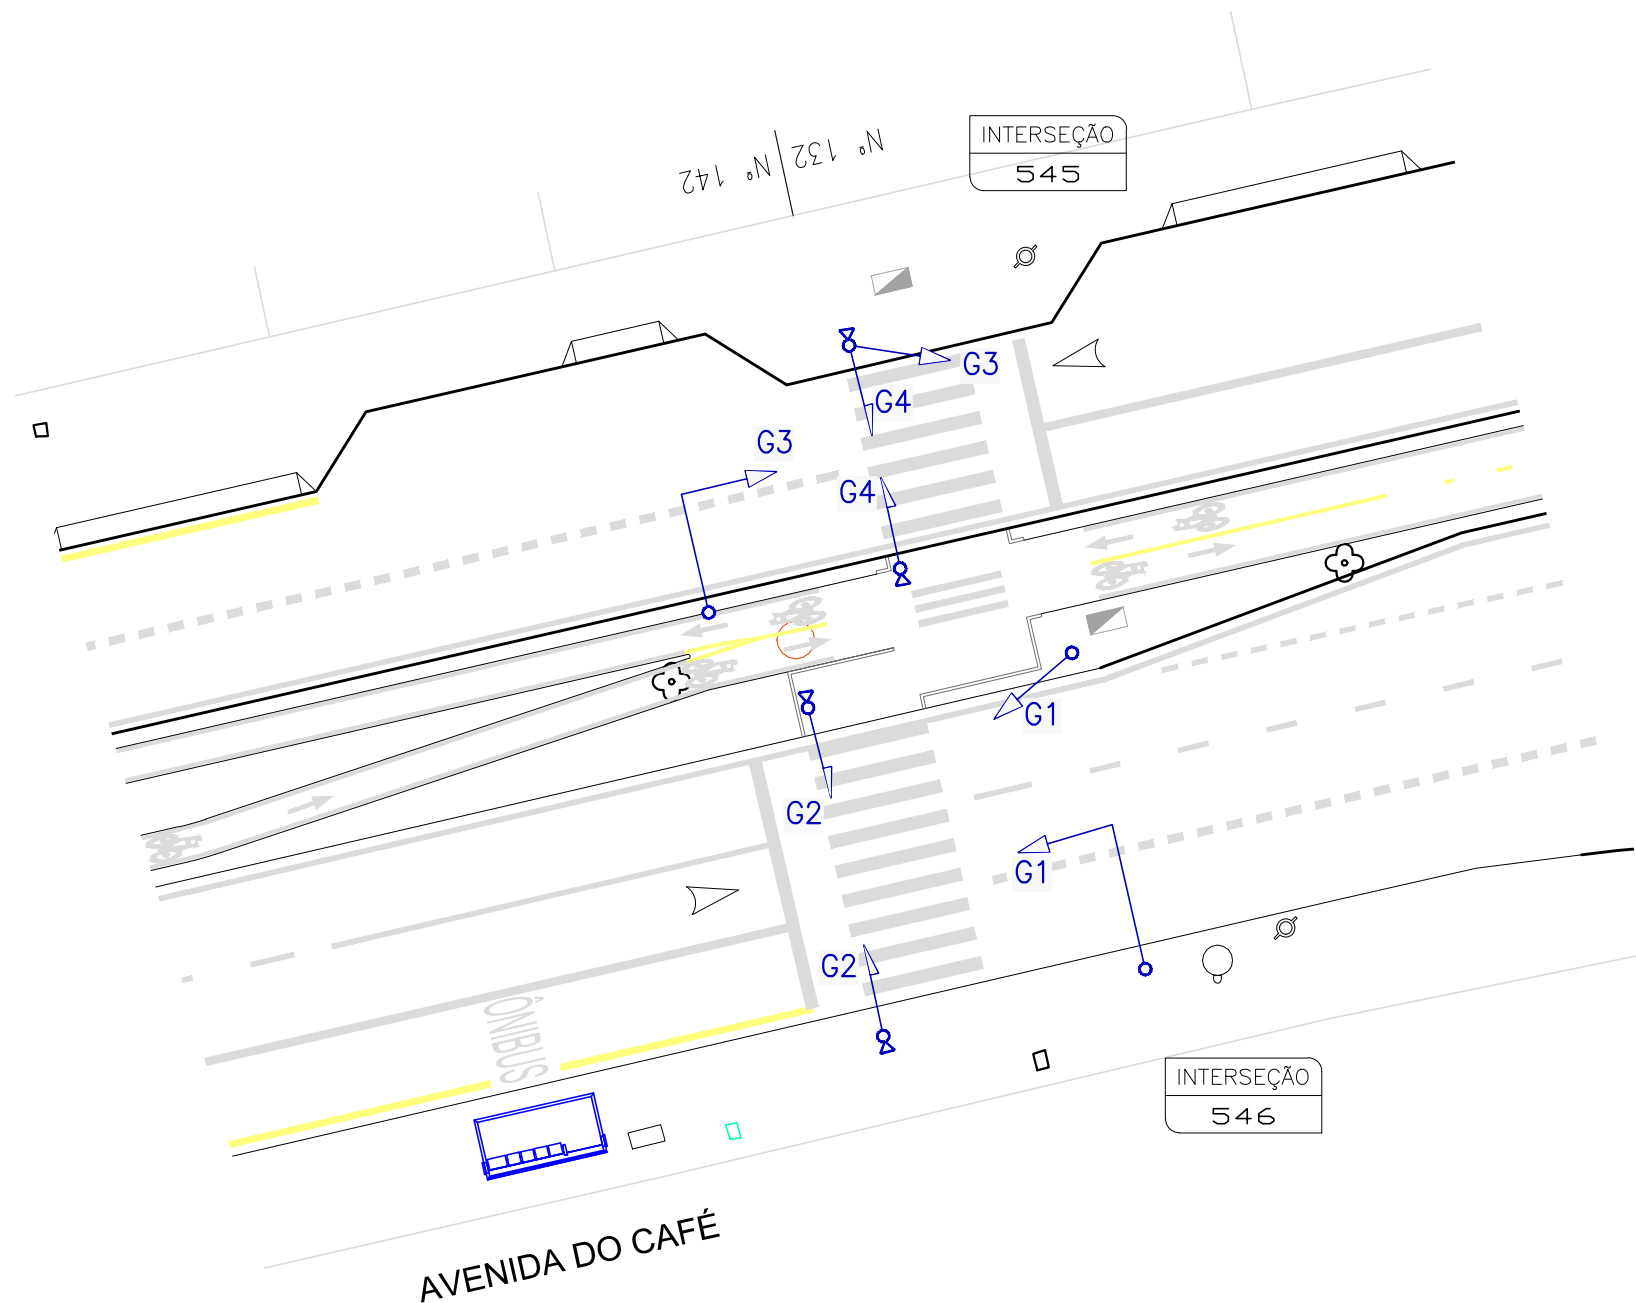 INTERSEÇÃO
545
Nº 132
Nº 142
G3
G4
G3
G4
G1
G2
G1
G2
ÔNIBUS
INTERSEÇÃO
546
AVENIDA DO CAFÉ